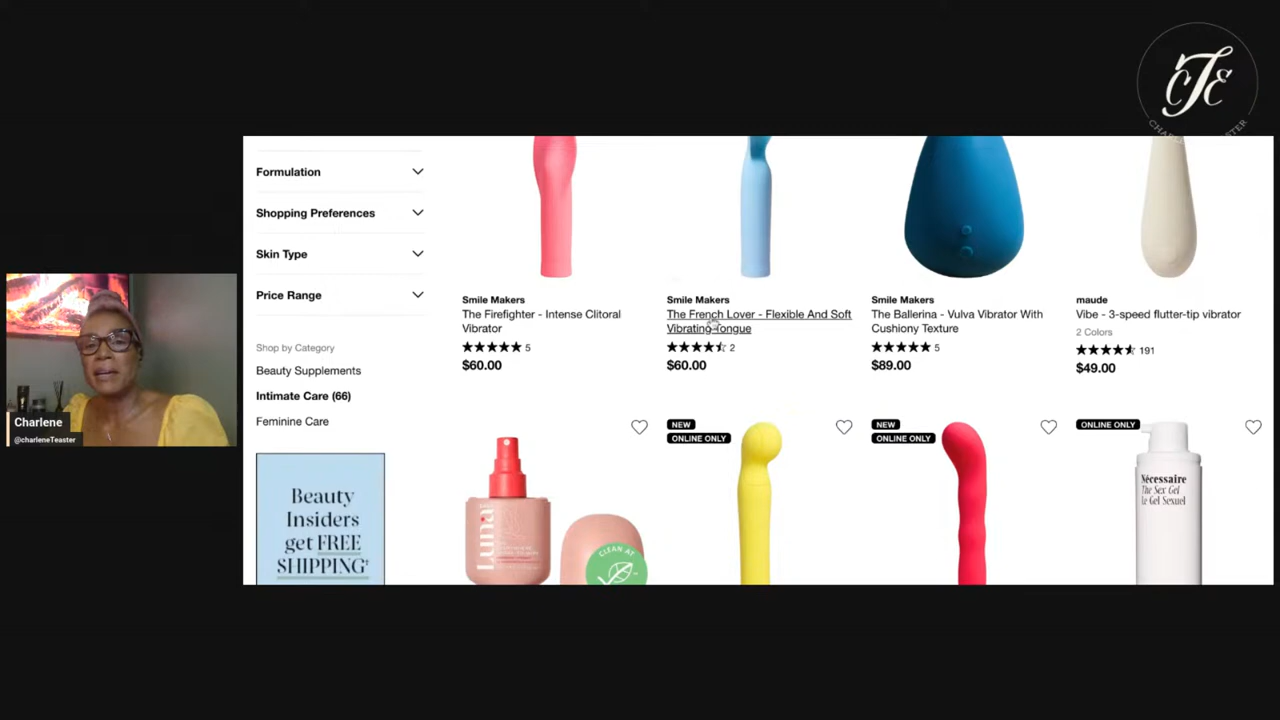 CJE
Formulation
Shopping Preferences
Skin Type
Price Range
Shop by Category
Beauty Supplements
Intimate Care (66)
Feminine Care
Beauty
Insiders
get FREE
SHIPPING†
Smile Makers
The Firefighter - Intense Clitoral
Vibrator
5
$60.00
Smile Makers
The French Lover - Flexible And Soft
Vibrating Tongue
2
$60.00
Smile Makers
The Ballerina - Vulva Vibrator With
Cushiony Texture
5
$89.00
maude
Vibe - 3-speed flutter-tip vibrator
2 Colors
191
$49.00
Luna
CLEAN AT
NEW
ONLINE ONLY
NEW
ONLINE ONLY
ONLINE ONLY
Nécessaire
The Sex Gel
Le Gel Sexuel
Charlene
@charleneTeaster